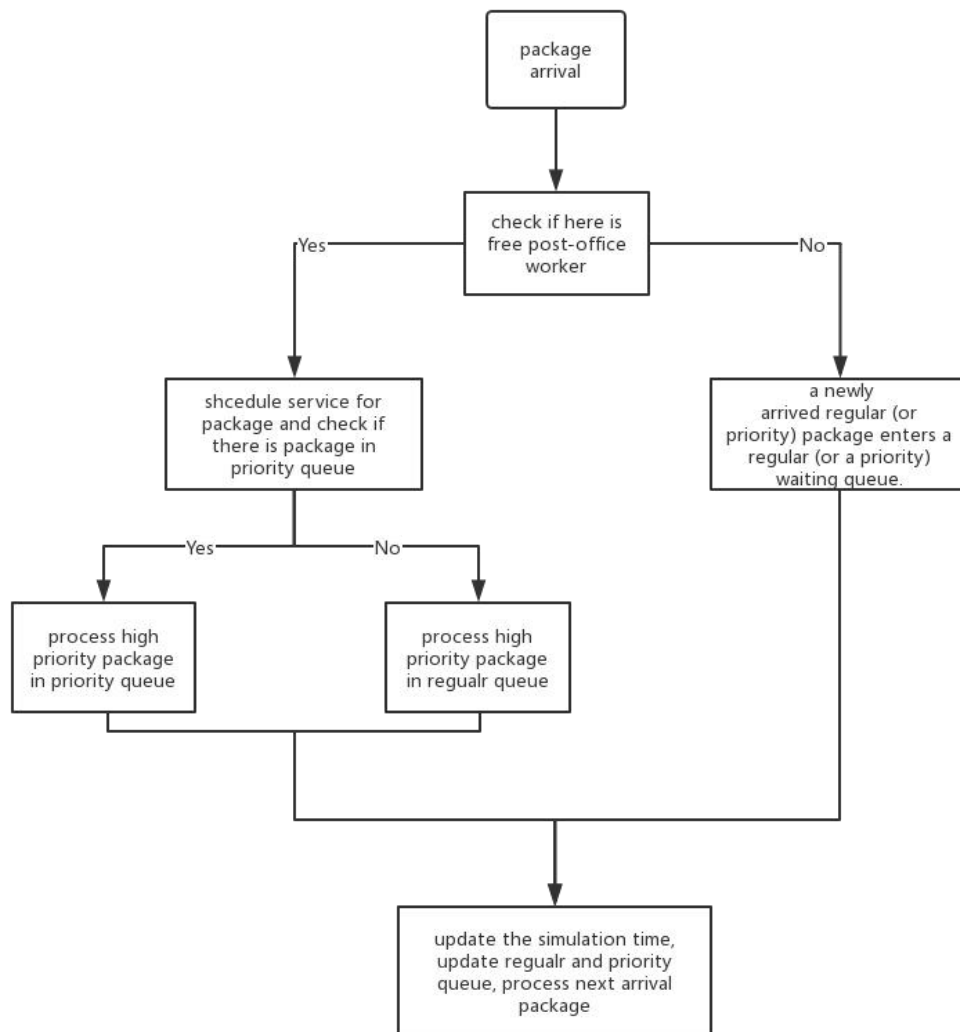 package
arrival
check if here is
free post-office
worker
Yes
No
shcedule service for
package and check if
there is package in
priority queue
a newly
arrived regular (or
priority) package enters a
regular (or a priority)
waiting queue.
Yes
No
process high
priority package
in priority queue
process high
priority package
in regualr queue
update the simulation time,
update regualr and priority
queue, process next arrival
package